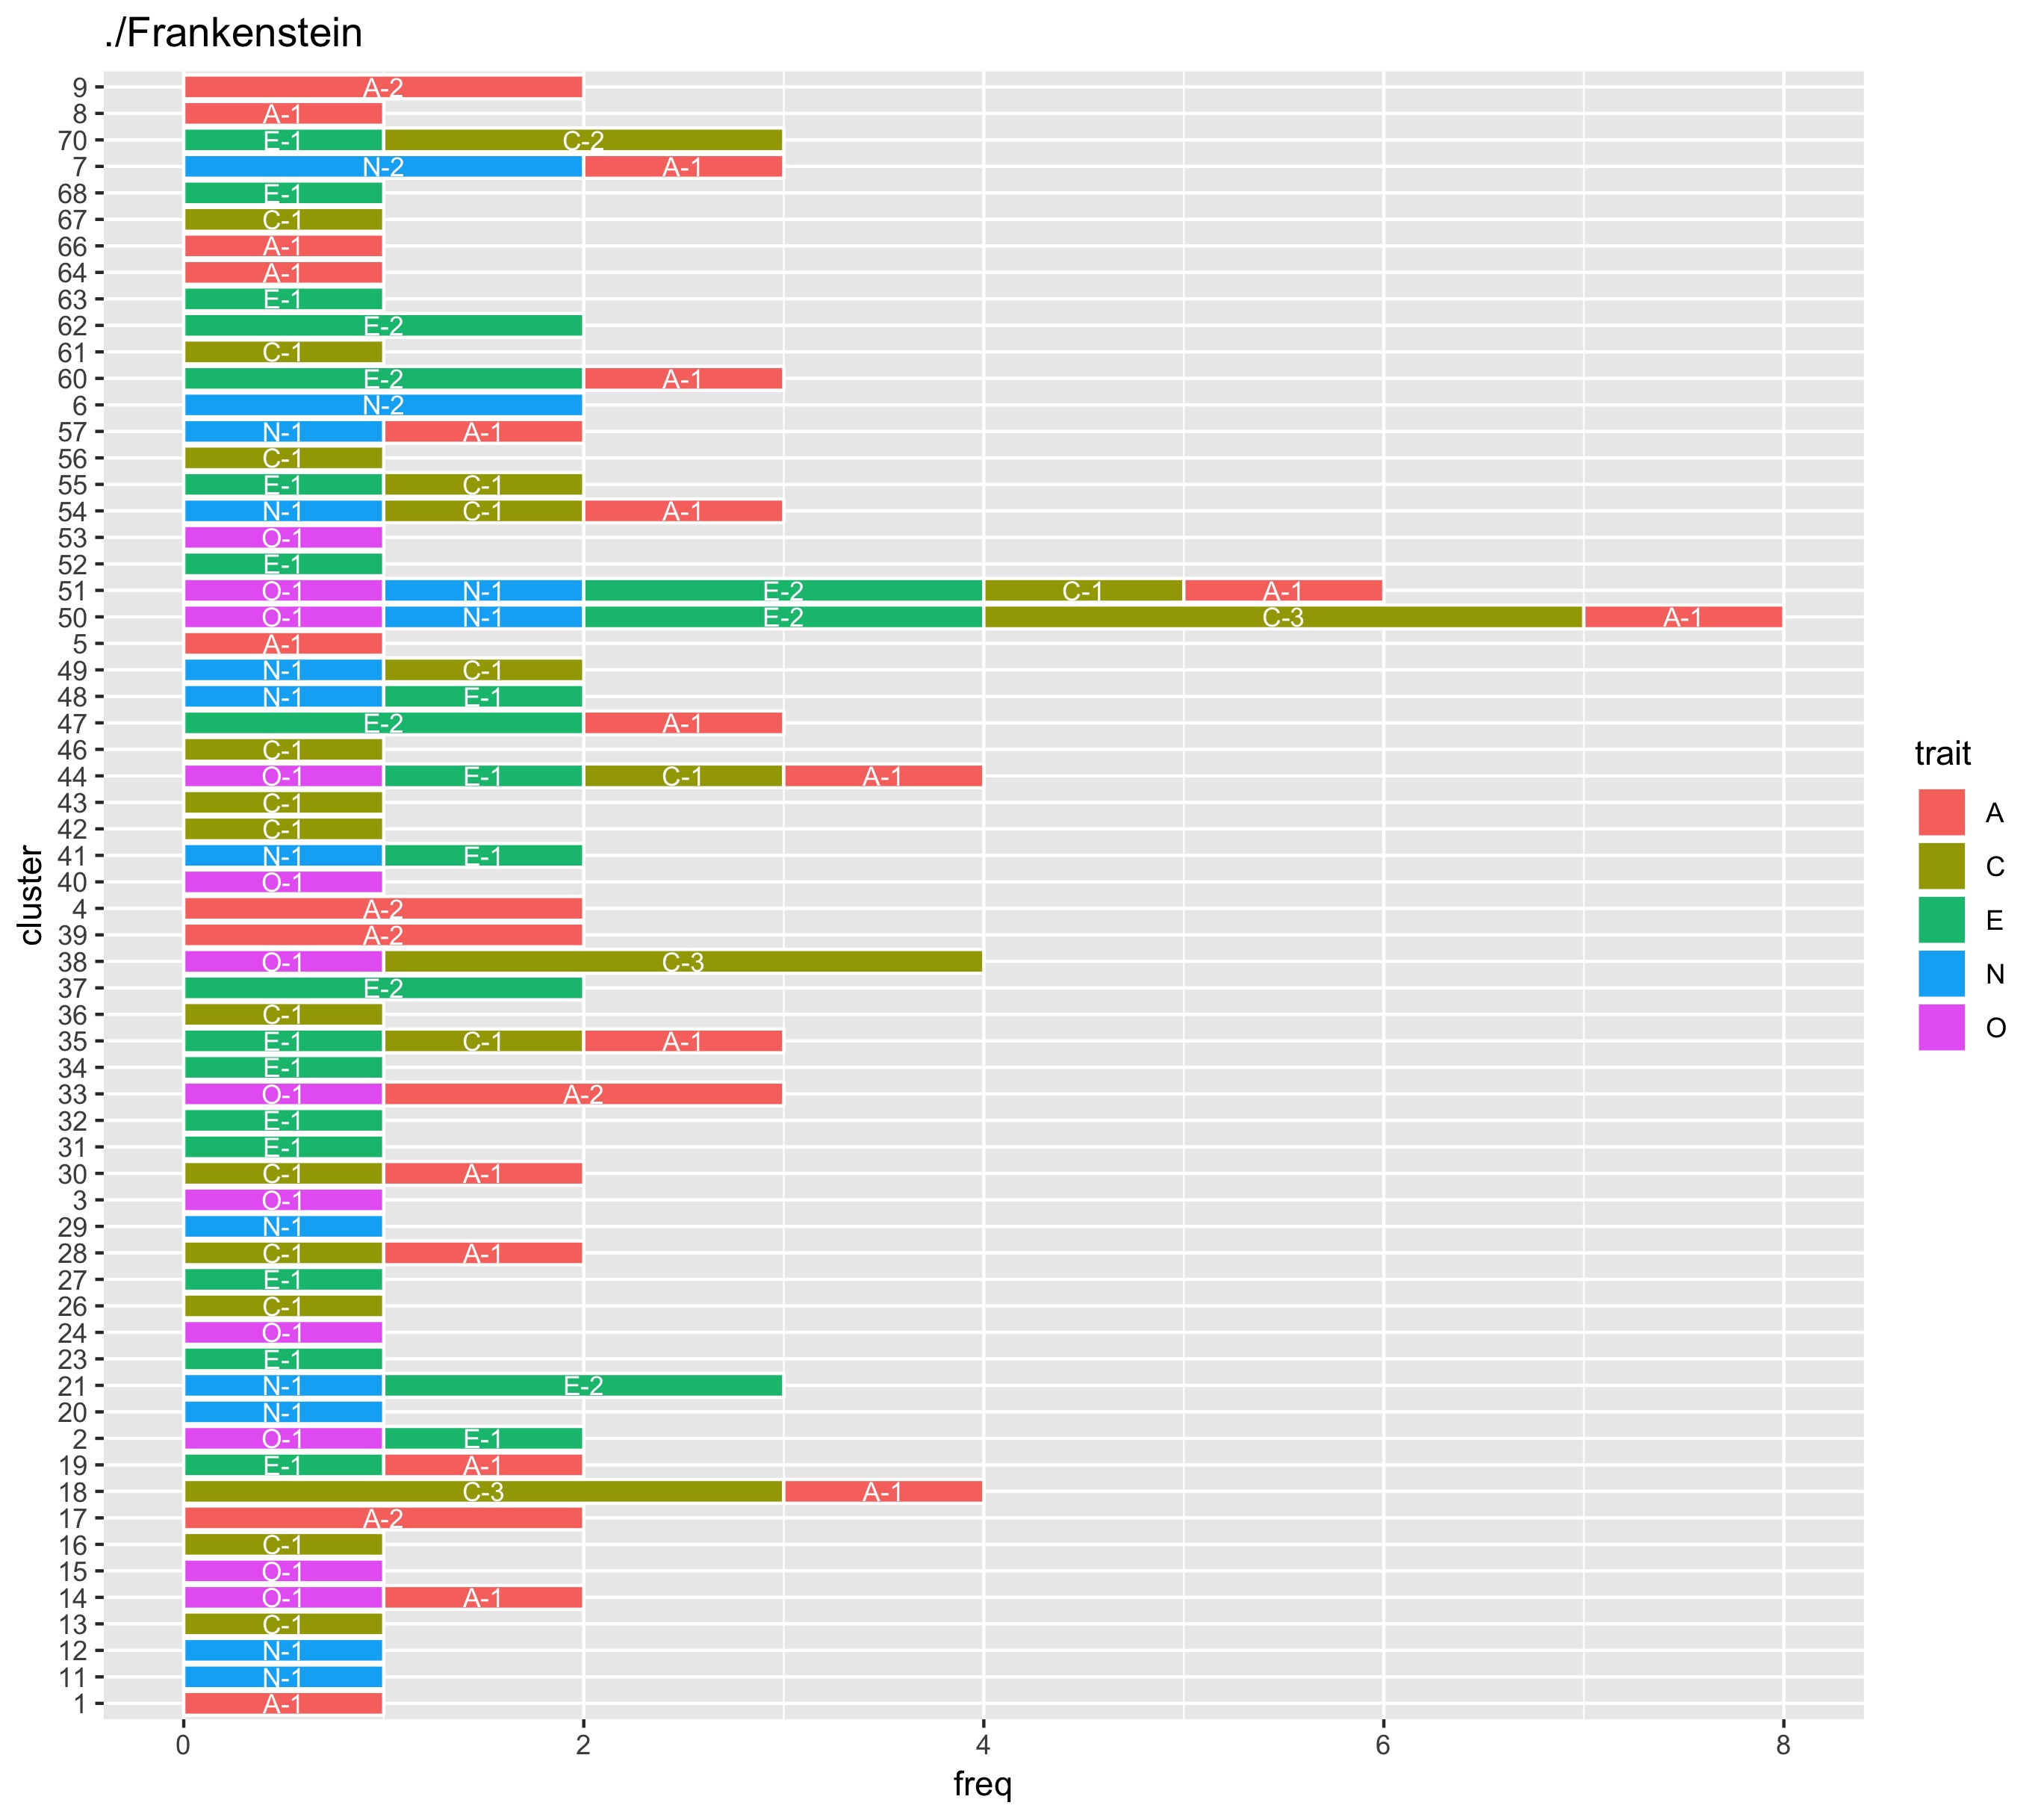 ./Frankenstein
9 A-2
8 A-1
70 E-1 C-2
7 N-2 A-1
68 E-1
67 C-1
66 A-1
64 A-1
63 E-1
62 E-2
61 C-1
60 E-2 A-1
6 N-2
57 N-1 A-1
56 C-1
55 E-1 C-1
54 N-1 C-1 A-1
53 O-1
52 E-1
51 O-1 N-1 E-2 C-1 A-1
50 O-1 N-1 E-2 C-3 A-1
5 A-1
49 N-1 C-1
48 N-1 E-1
47 E-2 A-1
46 C-1
44 O-1 E-1 C-1 A-1
43 C-1
42 C-1
41 N-1 E-1
40 O-1
4 A-2
39 A-2
38 O-1 C-3
37 E-2
36 C-1
35 E-1 C-1 A-1
34 E-1
33 O-1 A-2
32 E-1
31 E-1
30 C-1 A-1
3 O-1
29 N-1
28 C-1 A-1
27 E-1
26 C-1
24 O-1
23 E-1
21 N-1 E-2
20 N-1
2 O-1 E-1
19 E-1 A-1
18 C-3 A-1
17 A-2
16 C-1
15 O-1
14 O-1 A-1
13 C-1
12 N-1
11 N-1
1 A-1
0 2 4 6 8
freq
cluster
trait
A
C
E
N
O